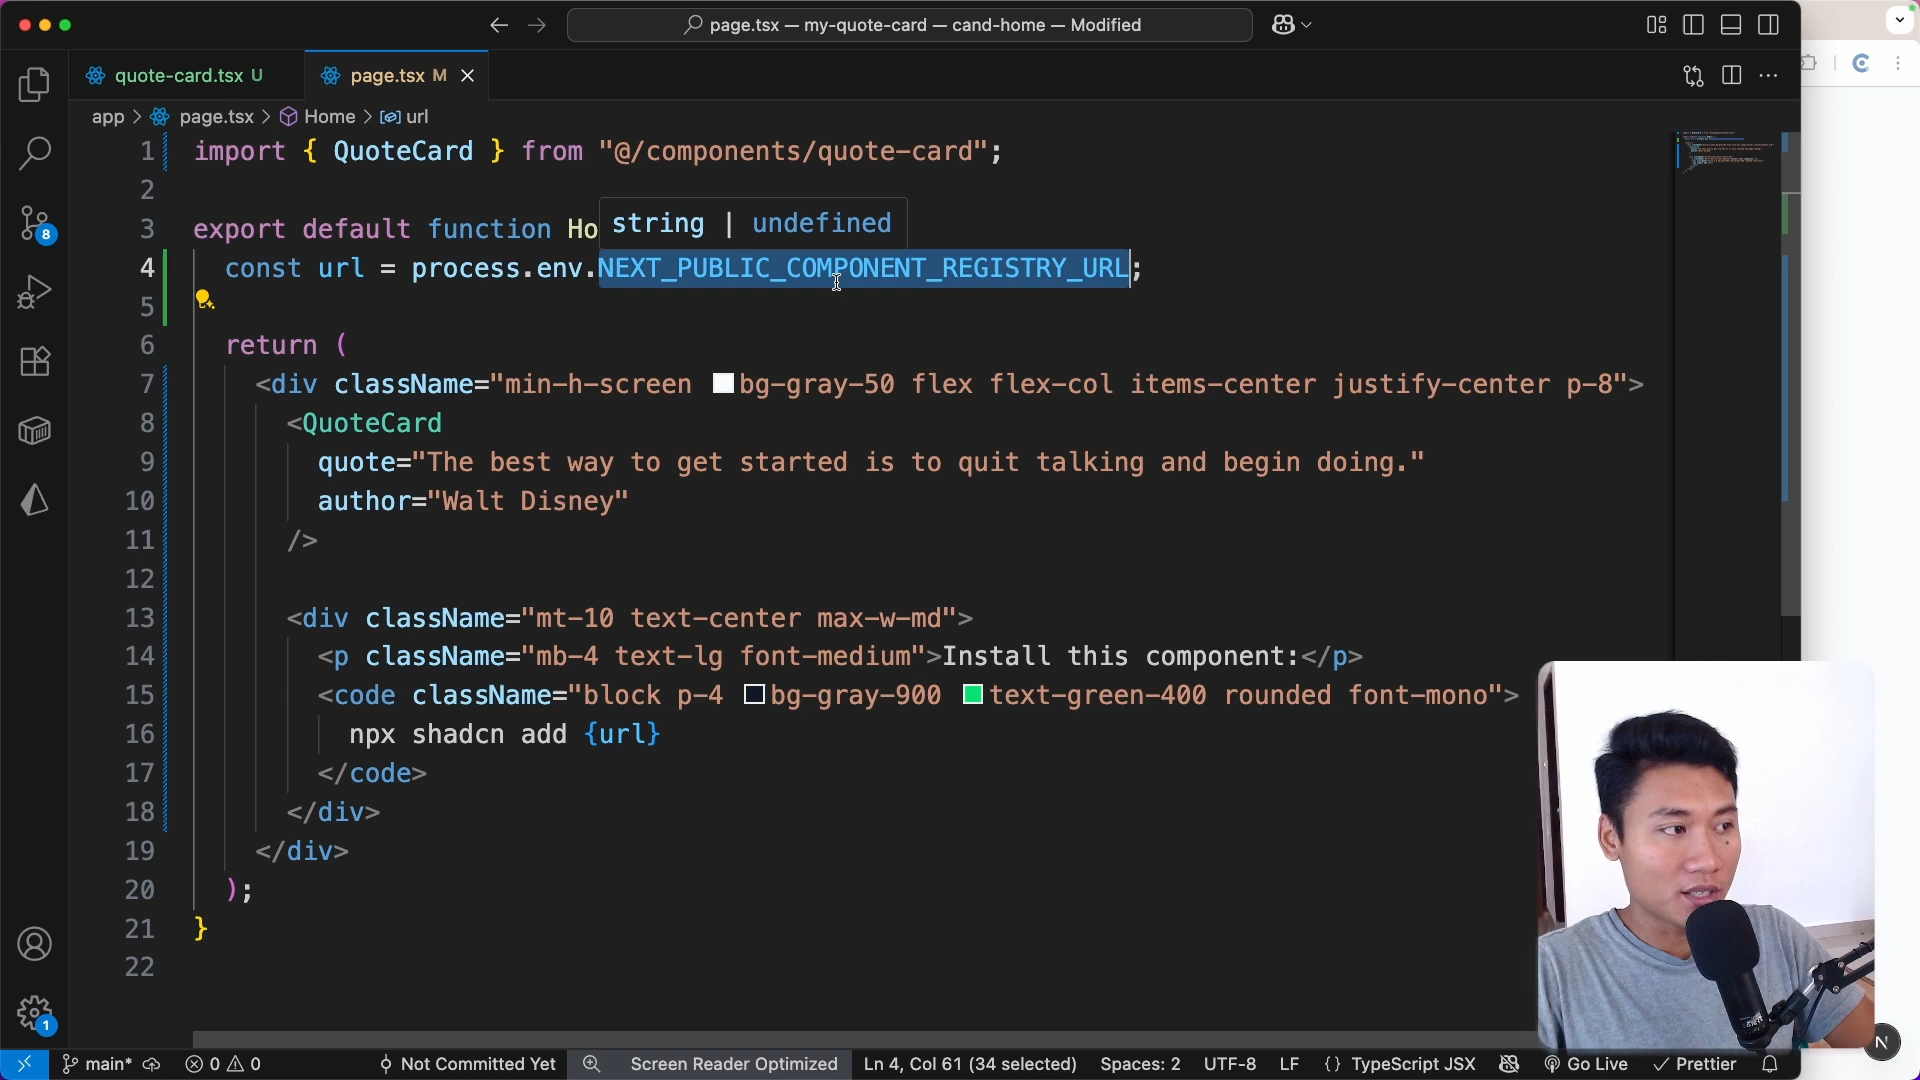 page.tsx — my-quote-card — cand-home — Modified
quote-card.tsx U
page.tsx M
app > page.tsx > Home > url
1 import { QuoteCard } from "@/components/quote-card";
2
3 export default function Ho
string | undefined
4 const url = process.env.NEXT_PUBLIC_COMPONENT_REGISTRY_URL;
5
6 return (
7 <div className="min-h-screen bg-gray-50 flex flex-col items-center justify-center p-8">
8 <QuoteCard
9 quote="The best way to get started is to quit talking and begin doing."
10 author="Walt Disney"
11 />
12
13 <div className="mt-10 text-center max-w-md">
14 <p className="mb-4 text-lg font-medium">Install this component:</p>
15 <code className="block p-4 bg-gray-900 text-green-400 rounded font-mono">
16 npx shadcn add {url}
17 </code>
18 </div>
19 </div>
20 );
21 }
22
8
1
main* 0 0 Not Committed Yet Screen Reader Optimized Ln 4, Col 61 (34 selected) Spaces: 2 UTF-8 LF {} TypeScript JSX Go Live Prettier
N